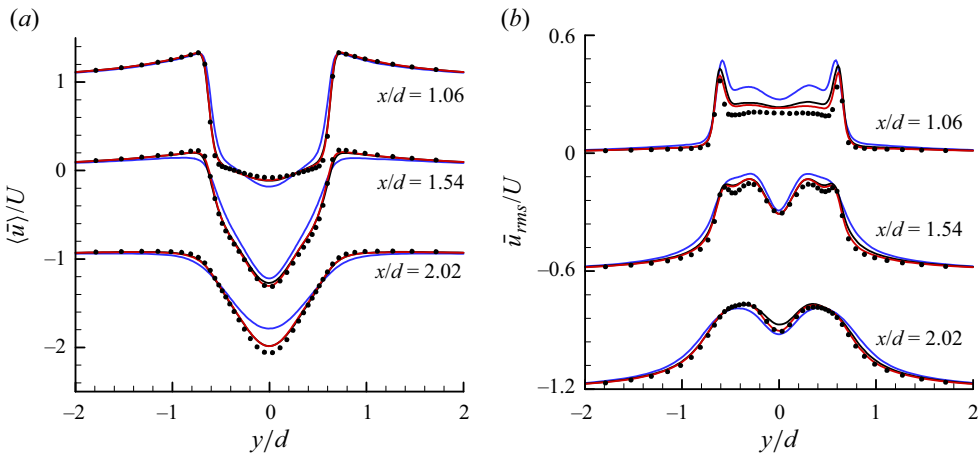 (a)
1
0
−1
−2
⟨ū⟩/U
x/d = 1.06
x/d = 1.54
x/d = 2.02
−2 −1 0 1 2
y/d
(b)
0.6
0
−0.6
−1.2
ū_rms/U
x/d = 1.06
x/d = 1.54
x/d = 2.02
−2 −1 0 1 2
y/d